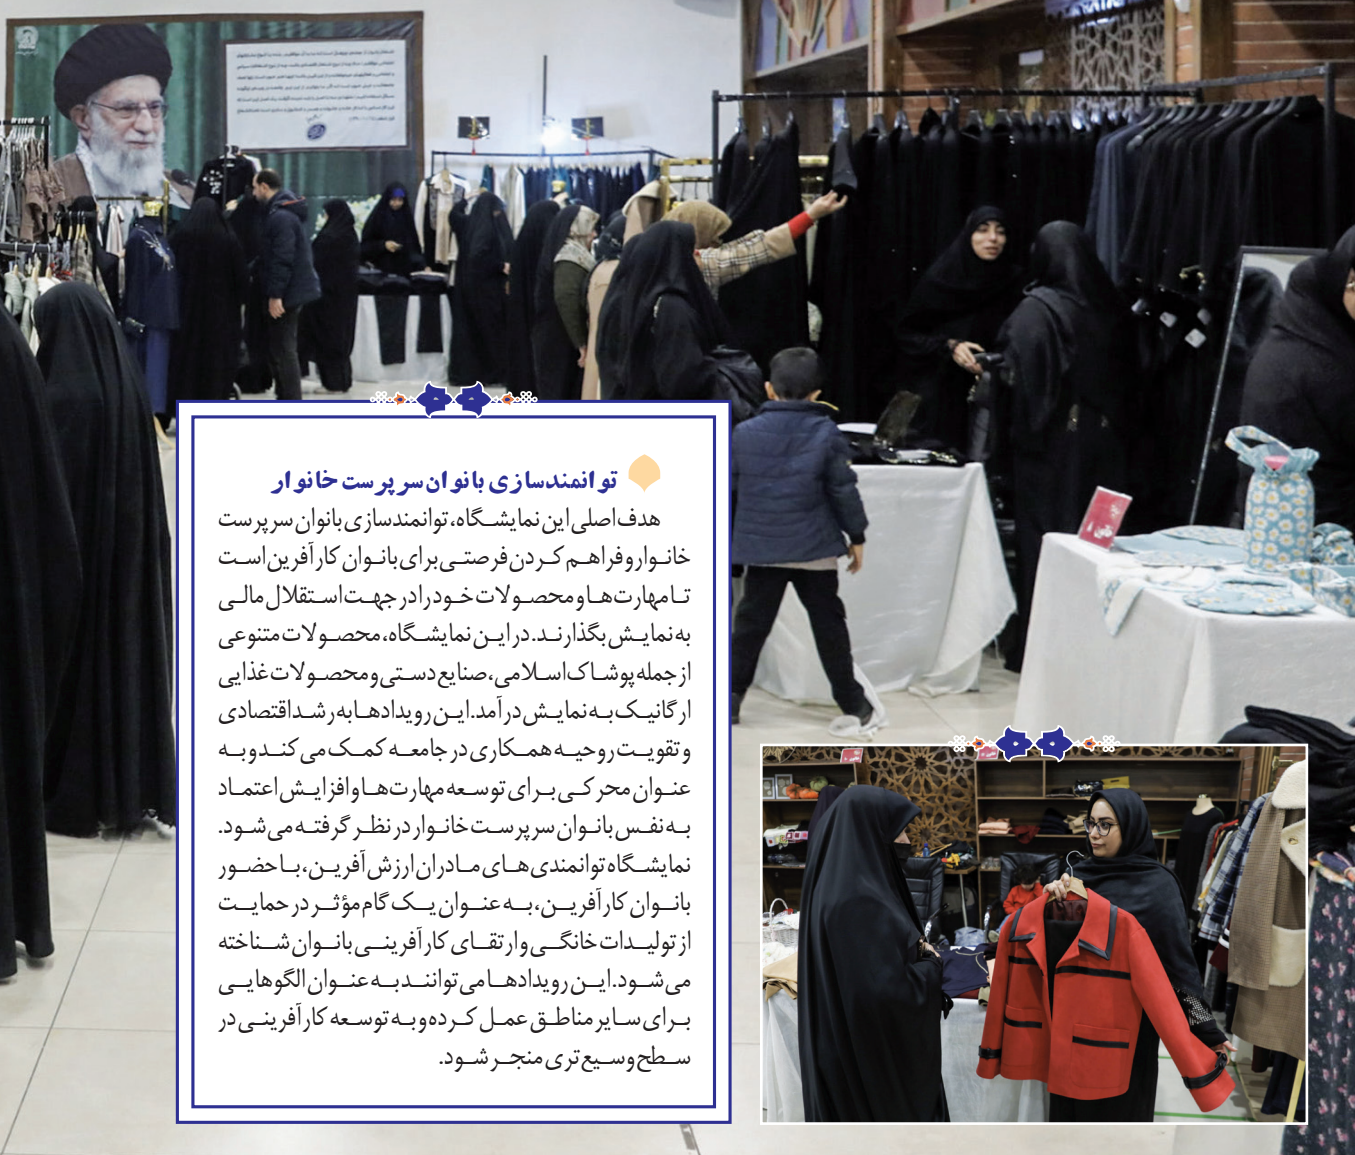 توانمندسازی بانوان سرپرست خانوار
هدف اصلی این نمایشگاه، توانمندسازی بانوان سرپرست
خانوار و فراهم کردن فرصتی برای بانوان کارآفرین است
تا مهارت‌ها و محصولات خود را در جهت استقلال مالی
به نمایش بگذارند. در این نمایشگاه، محصولات متنوعی
از جمله پوشاک اسلامی، صنایع دستی و محصولات غذایی
ارگانیک به نمایش درآمد. این رویدادها به رشد اقتصادی
و تقویت روحیه همکاری در جامعه کمک می‌کند و به
عنوان محرکی برای توسعه مهارت‌ها و افزایش اعتماد
به نفس بانوان سرپرست خانوار در نظر گرفته می‌شود.
نمایشگاه توانمندی‌های مادران ارزش‌آفرین، با حضور
بانوان کارآفرین، به عنوان یک گام مؤثر در حمایت
از تولیدات خانگی و ارتقای کارآفرینی بانوان شناخته
می‌شود. این رویدادها می‌توانند به عنوان الگوهایی
برای سایر مناطق عمل کرده و به توسعه کارآفرینی در
سطح وسیع‌تری منجر شود.